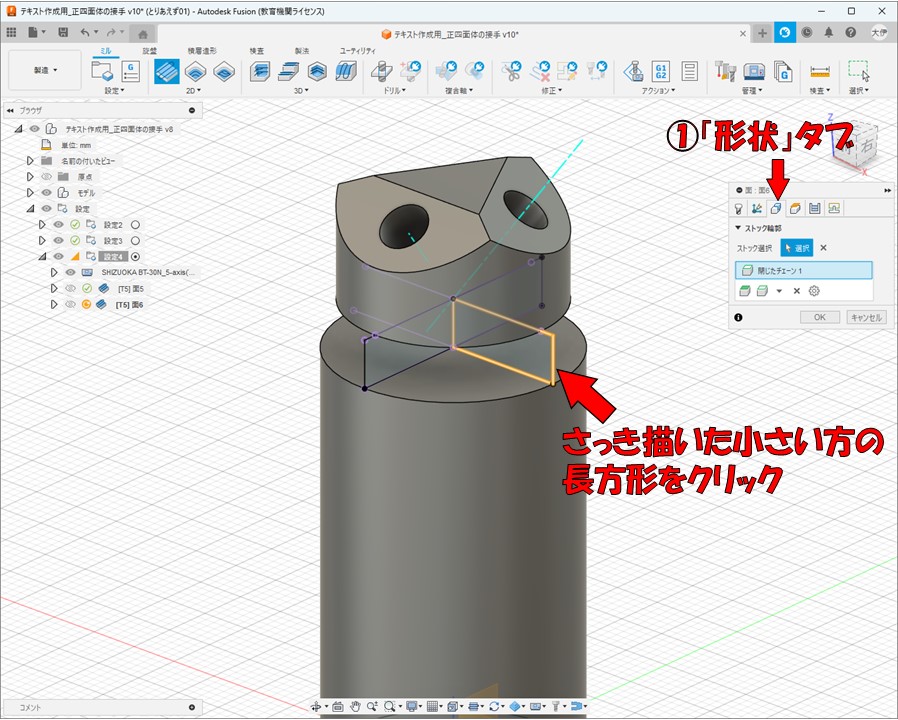 テキスト作成用_正四面体の接手 v10* (とりあえず01) - Autodesk Fusion (教育機関ライセンス)
テキスト作成用_正四面体の接手 v10*
大伊
ミル 旋盤 積層造形 検査 製法 ユーティリティ
製造
G1
G2
設定 2D 3D ドリル 複合軸 修正 アクション 管理 検査 選択
ブラウザ
テキスト作成用_正四面体の接手 v8
単位: mm
名前の付いたビュー
原点
モデル
設定
設定2
設定3
設定4
SHIZUOKA BT-30N_5-axis(...
[T5] 面5
[T5] 面6
①「形状」タブ
Z
右
X
面 : 面6
ストック輪郭
ストック選択 選択
閉じたチェーン 1
OK キャンセル
さっき描いた小さい方の
長方形をクリック
コメント